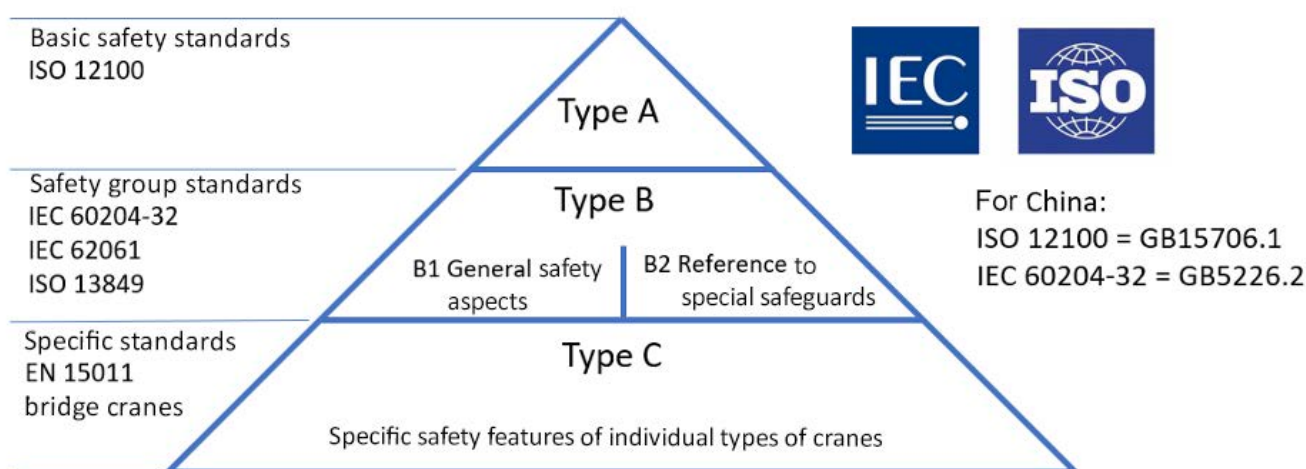 Basic safety standards
ISO 12100
Type A
IEC
ISO
Safety group standards
IEC 60204-32
IEC 62061
ISO 13849
Type B
B1 General safety
aspects
B2 Reference to
special safeguards
For China:
ISO 12100 = GB15706.1
IEC 60204-32 = GB5226.2
Specific standards
EN 15011
bridge cranes
Type C
Specific safety features of individual types of cranes